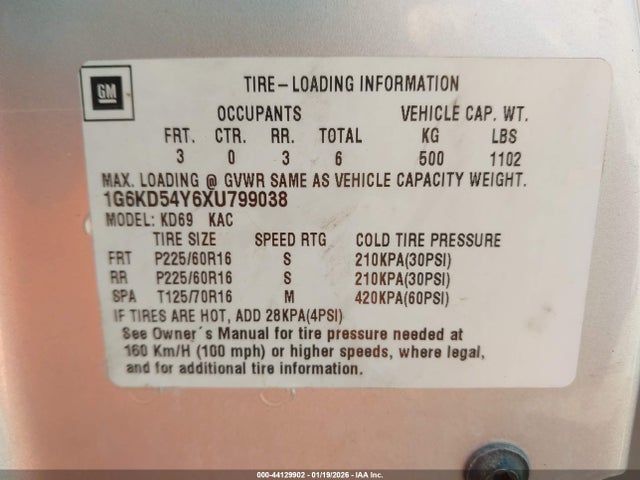 GM
TIRE-LOADING INFORMATION
OCCUPANTS VEHICLE CAP. WT.
FRT. CTR. RR. TOTAL KG LBS
3 0 3 6 500 1102
MAX. LOADING @ GVWR SAME AS VEHICLE CAPACITY WEIGHT.
1G6KD54Y6XU799038
MODEL: KD69 KAC
TIRE SIZE SPEED RTG COLD TIRE PRESSURE
FRT P225/60R16 S 210KPA(30PSI)
RR P225/60R16 S 210KPA(30PSI)
SPA T125/70R16 M 420KPA(60PSI)
IF TIRES ARE HOT, ADD 28KPA(4PSI)
See Owner´s Manual for tire pressure needed at
160 Km/H (100 mph) or higher speeds, where legal,
and for additional tire information.
000-44129902 - 01/19/2026 - © IAA Inc.